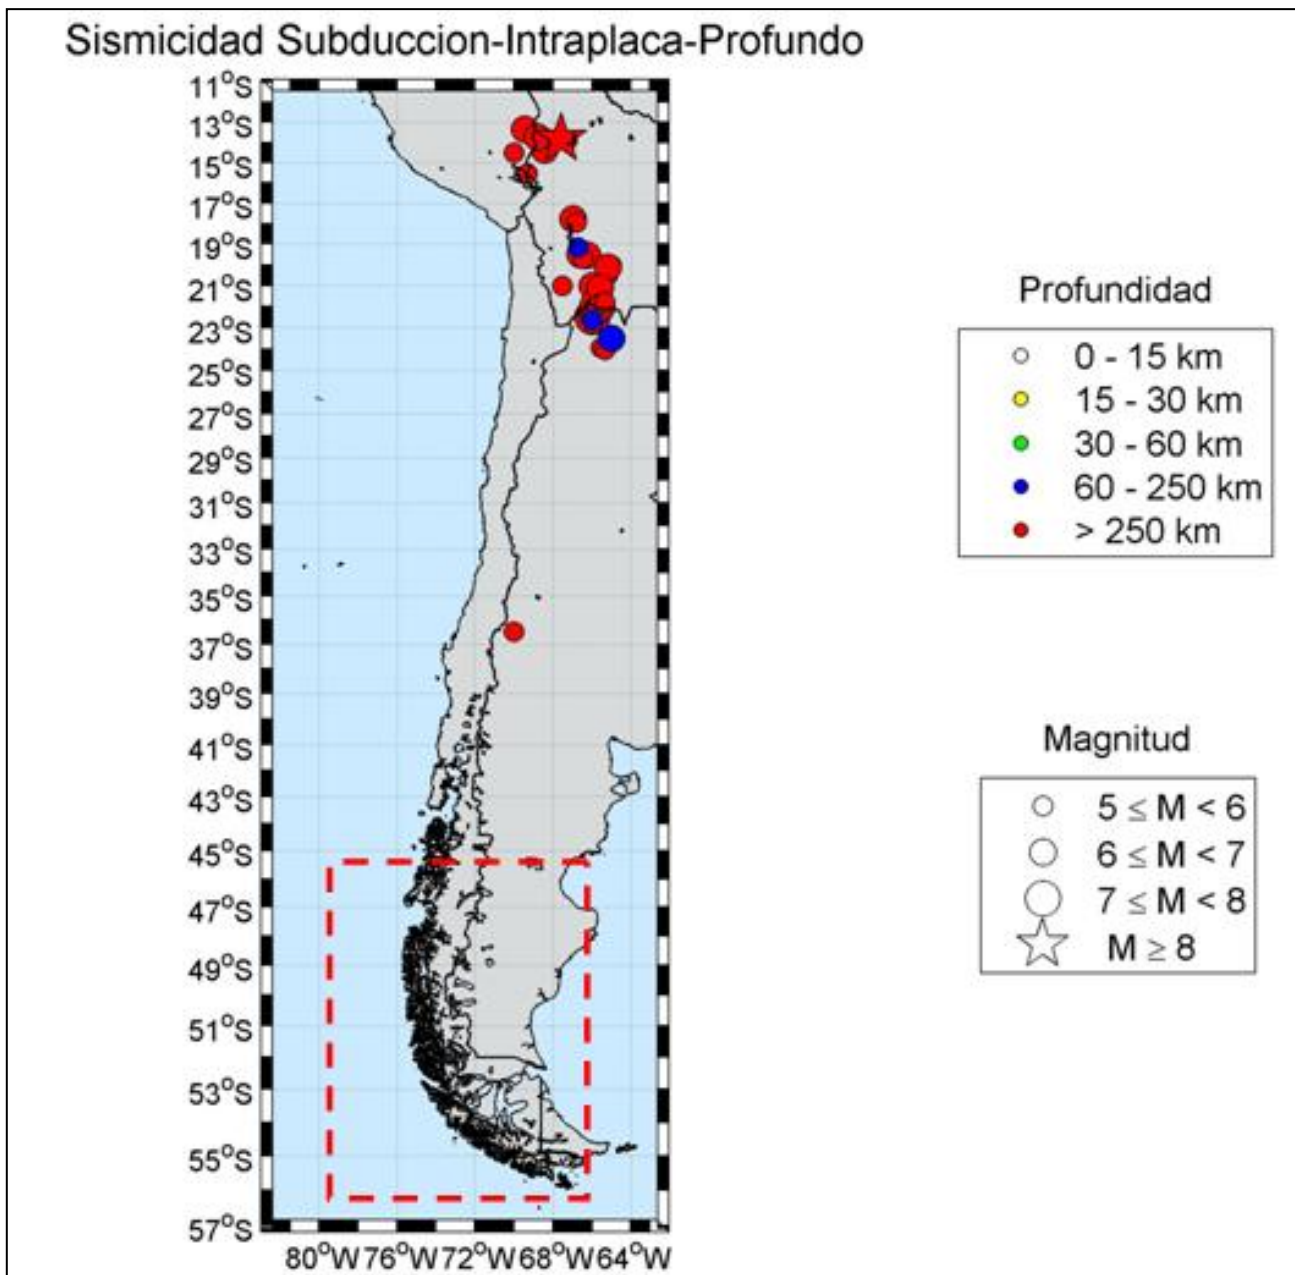 Sismicidad Subduccion-Intraplaca-Profundo
11°S
13°S
15°S
17°S
19°S
21°S
23°S
25°S
27°S
29°S
31°S
33°S
35°S
37°S
39°S
41°S
43°S
45°S
47°S
49°S
51°S
53°S
55°S
57°S
80°W 76°W 72°W 68°W 64°W
Profundidad
0 - 15 km
15 - 30 km
30 - 60 km
60 - 250 km
> 250 km
Magnitud
5 ≤ M < 6
6 ≤ M < 7
7 ≤ M < 8
M ≥ 8